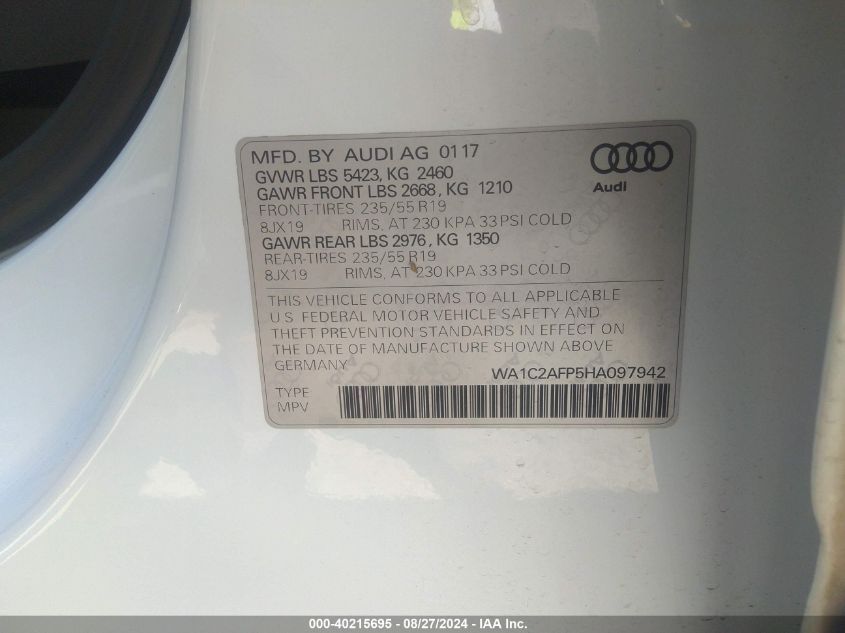 MFD. BY AUDI AG 0117
GVWR LBS 5423, KG 2460
GAWR FRONT LBS 2668, KG 1210
FRONT-TIRES 235/55 R19
8JX19 RIMS, AT 230 KPA 33 PSI COLD
GAWR REAR LBS 2976, KG 1350
REAR-TIRES 235/55 R19
8JX19 RIMS, AT 230 KPA 33 PSI COLD
Audi
THIS VEHICLE CONFORMS TO ALL APPLICABLE
U.S. FEDERAL MOTOR VEHICLE SAFETY AND
THEFT PREVENTION STANDARDS IN EFFECT ON
THE DATE OF MANUFACTURE SHOWN ABOVE
GERMANY
WA1C2AFP5HA097942
TYPE
MPV
000-40215695 - 08/27/2024 - WA Inc.